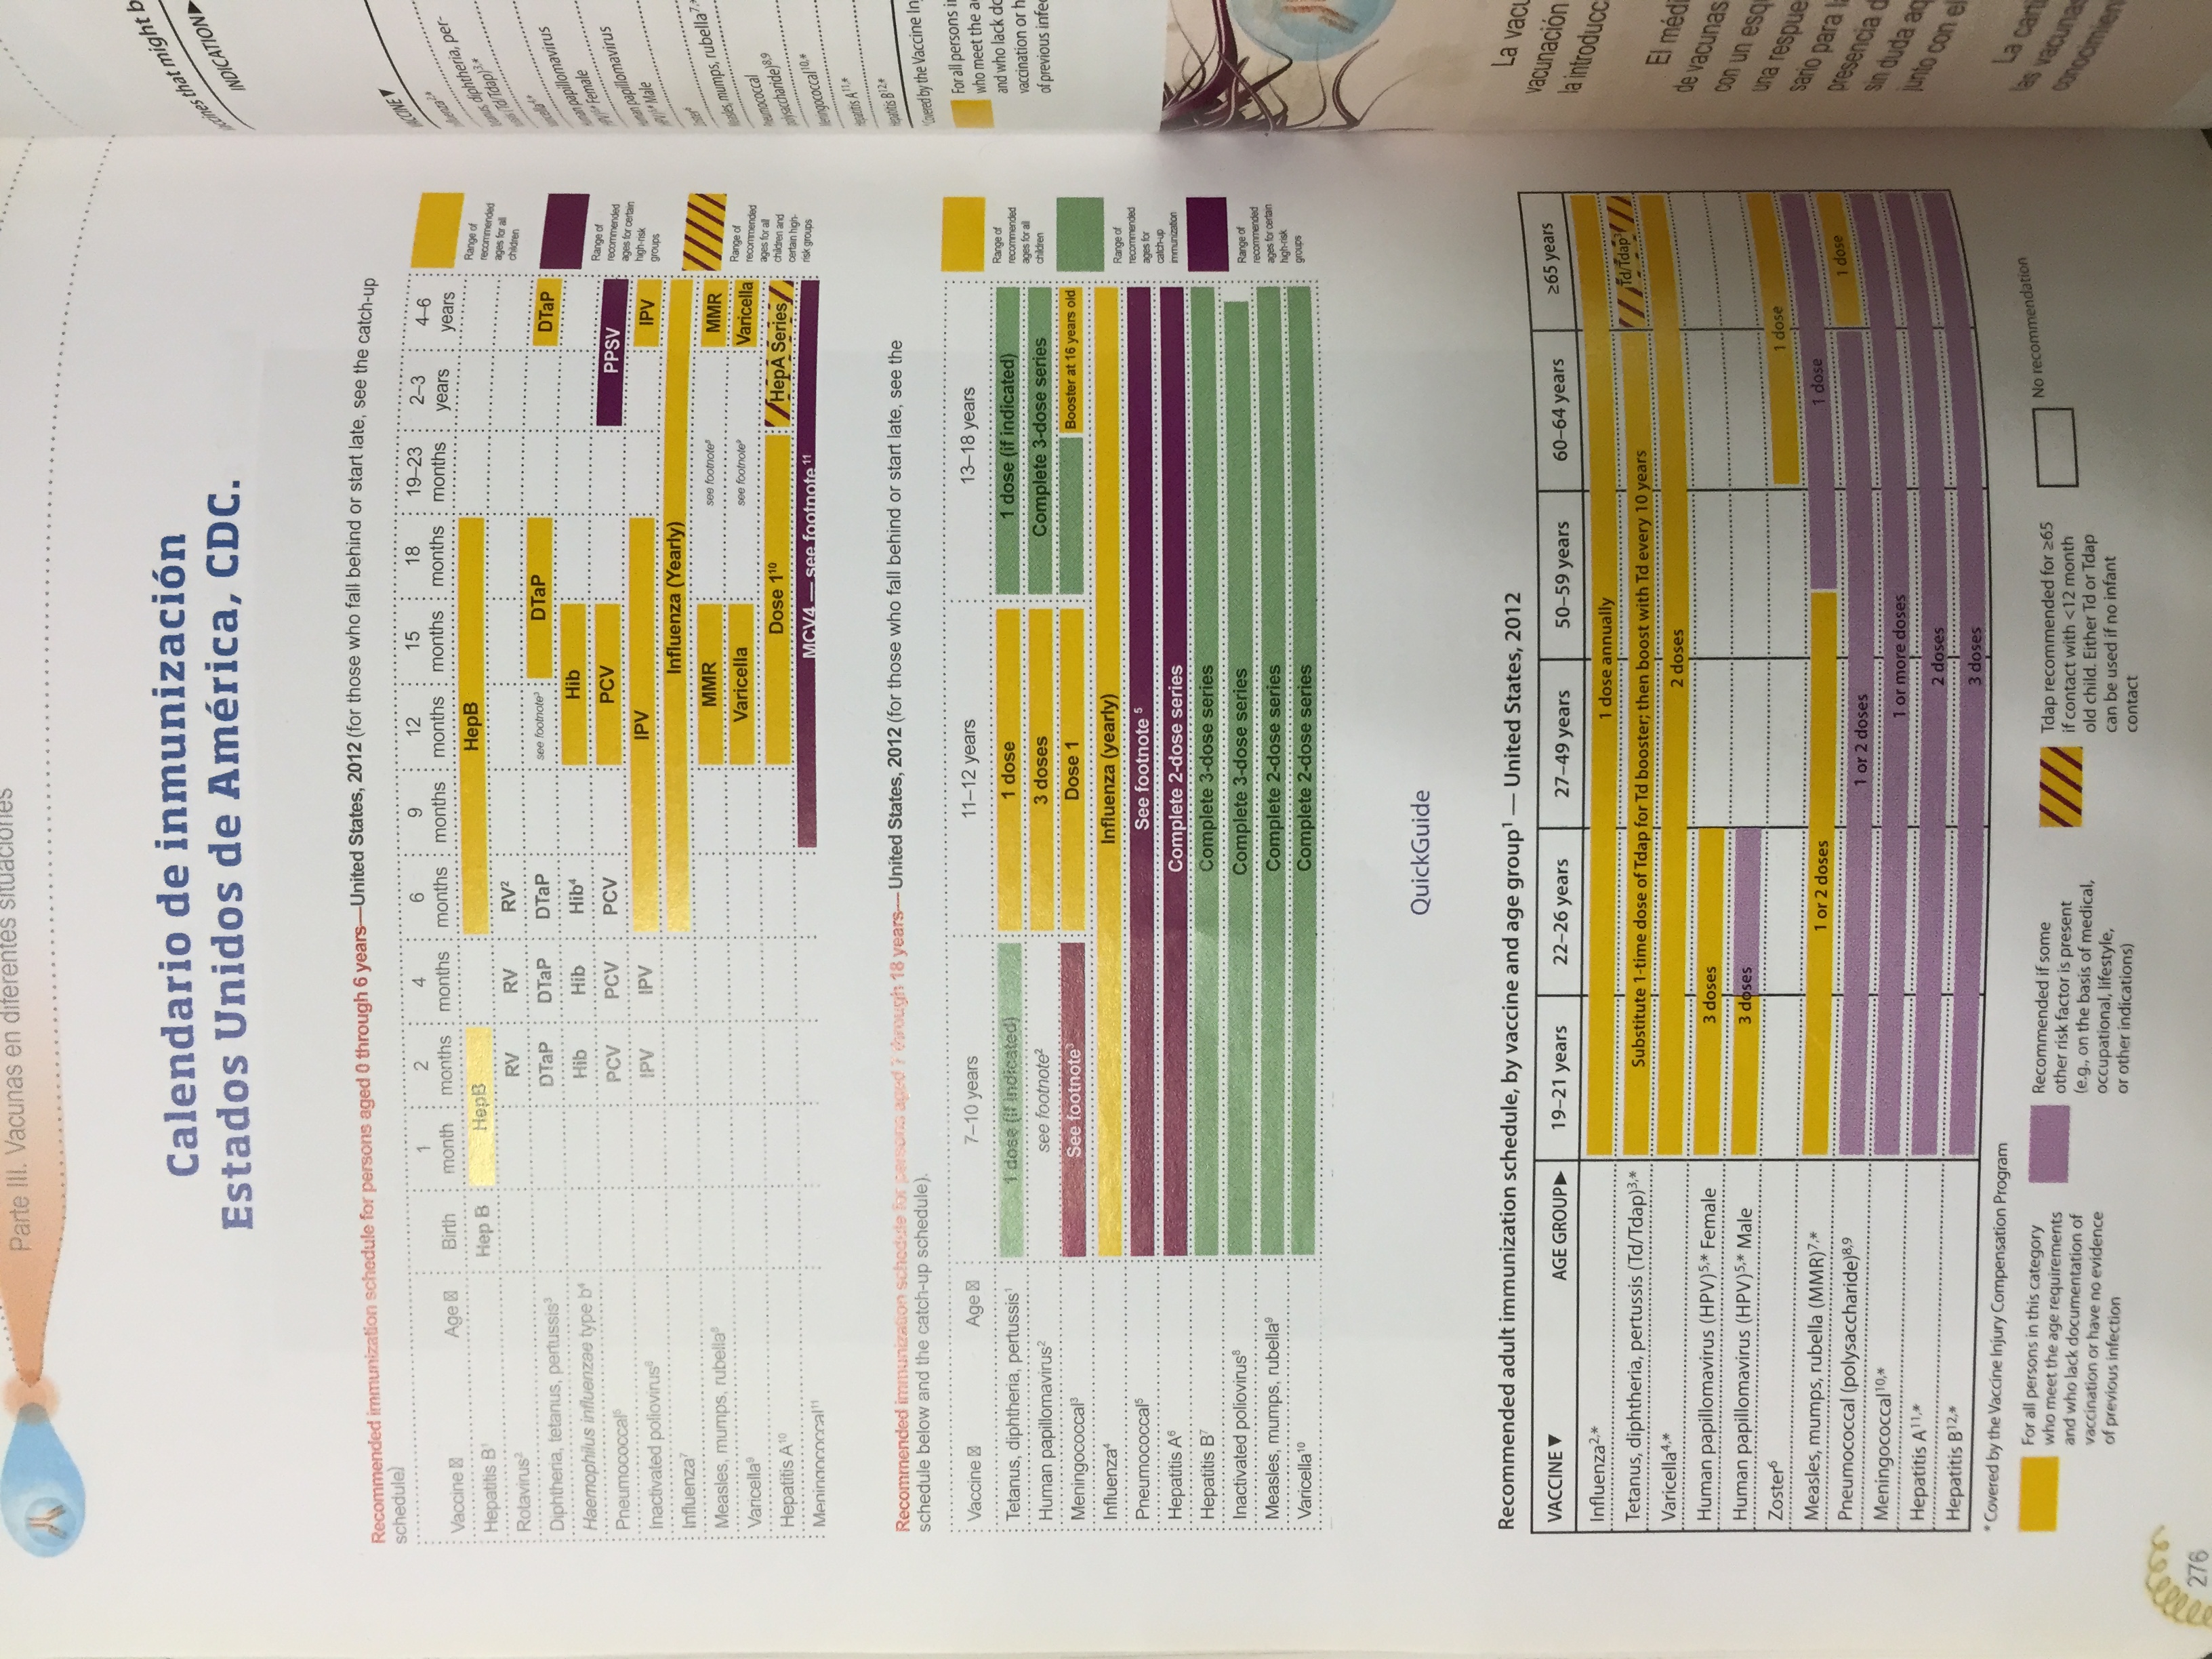 Parte III. Vacunas en diferentes situaciones
Calendario de inmunización
Estados Unidos de América, CDC.
Recommended immunization schedule for persons aged 0 through 6 years—United States, 2012 (for those who fall behind or start late, see the catch-up
schedule)
Vaccine Age Birth 1 month 2 months 4 months 6 months 9 months 12 months 15 months 18 months 19–23 months 2–3 years 4–6 years
Hepatitis B¹ Hep B HepB HepB
Rotavirus² RV RV RV²
Diphtheria, tetanus, pertussis³ DTaP DTaP DTaP see footnote³ DTaP DTaP
Haemophilus influenzae type b⁴ Hib Hib Hib⁴ Hib
Pneumococcal⁵ PCV PCV PCV PCV PPSV
Inactivated poliovirus⁶ IPV IPV IPV IPV
Influenza⁷ Influenza (Yearly)
Measles, mumps, rubella⁸ MMR see footnote⁸ MMR
Varicella⁹ Varicella see footnote⁹ Varicella
Hepatitis A¹⁰ Dose 1¹⁰ HepA Series
Meningococcal¹¹ MCV4 — see footnote ¹¹
Range of
recommended
ages for all
children
Range of
recommended
ages for certain
high-risk
groups
Range of
recommended
ages for all
children and
certain high-
risk groups
Recommended immunization schedule for persons aged 7 through 18 years—United States, 2012 (for those who fall behind or start late, see the
schedule below and the catch-up schedule).
Vaccine Age 7–10 years 11–12 years 13–18 years
Tetanus, diphtheria, pertussis¹ 1 dose (if indicated) 1 dose 1 dose (if indicated)
Human papillomavirus² see footnote² 3 doses Complete 3-dose series
Meningococcal³ See footnote³ Dose 1 Booster at 16 years old
Influenza⁴ Influenza (yearly)
Pneumococcal⁵ See footnote ⁵
Hepatitis A⁶ Complete 2-dose series
Hepatitis B⁷ Complete 3-dose series
Inactivated poliovirus⁸ Complete 3-dose series
Measles, mumps, rubella⁹ Complete 2-dose series
Varicella¹⁰ Complete 2-dose series
Range of
recommended
ages for all
children
Range of
recommended
ages for
catch-up
immunization
Range of
recommended
ages for certain
high-risk
groups
QuickGuide
Recommended adult immunization schedule, by vaccine and age group¹ — United States, 2012
VACCINE▼ AGE GROUP▶ 19–21 years 22–26 years 27–49 years 50–59 years 60–64 years ≥65 years
Influenza²,* 1 dose annually
Tetanus, diphtheria, pertussis (Td/Tdap)³,* Substitute 1-time dose of Tdap for Td booster; then boost with Td every 10 years Td/Tdap³
Varicella⁴,* 2 doses
Human papillomavirus (HPV)⁵,* Female 3 doses
Human papillomavirus (HPV)⁵,* Male 3 doses
Zoster⁶ 1 dose
Measles, mumps, rubella (MMR)⁷,* 1 or 2 doses 1 dose
Pneumococcal (polysaccharide)⁸,⁹ 1 or 2 doses 1 dose
Meningococcal¹⁰,* 1 or more doses
Hepatitis A¹¹,* 2 doses
Hepatitis B¹²,* 3 doses
*Covered by the Vaccine Injury Compensation Program
For all persons in this category
who meet the age requirements
and who lack documentation of
vaccination or have no evidence
of previous infection
Recommended if some
other risk factor is present
(e.g., on the basis of medical,
occupational, lifestyle,
or other indications)
Tdap recommended for ≥65
if contact with <12 month
old child. Either Td or Tdap
can be used if no infant
contact
No recommendation
276
that might b
INDICATION▶
VACCINE▼
diphtheria, per-
(Td/Tdap)³,*
Human papillomavirus
Female
Human papillomavirus
Male
Measles, mumps, rubella⁷,*
Pneumococcal
polysaccharide)⁸,⁹
Meningococcal¹⁰,*
Hepatitis A¹¹,*
Hepatitis B¹²,*
Covered by the Vaccine In
For all persons i
who meet the a
and who lack do
vaccination or h
of previous infe
La vacu
vacunación
la introducc
El médi
de vacunas
con un esq
una respue
sario para l
presencia d
sin duda aq
junto con el
La carti
las vacunas
conocimien